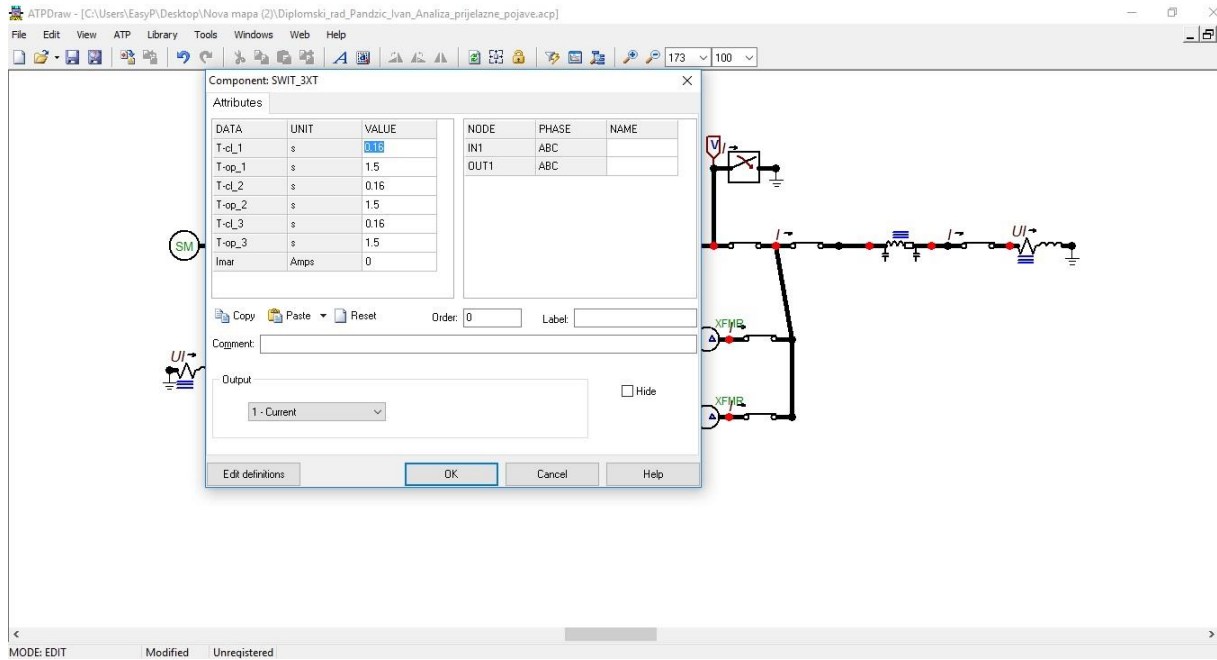 ATPDraw - [C:\Users\EasyP\Desktop\Nova mapa (2)\Diplomski_rad_Pandzic_Ivan_Analiza_prijelazne_pojave.acp]
File Edit View ATP Library Tools Windows Web Help
173 100
Component: SWIT_3XT
Attributes
DATA UNIT VALUE
T-cl_1 s 0.16
T-op_1 s 1.5
T-cl_2 s 0.16
T-op_2 s 1.5
T-cl_3 s 0.16
T-op_3 s 1.5
Imar Amps 0
NODE PHASE NAME
IN1 ABC
OUT1 ABC
Copy Paste Reset Order: 0 Label:
Comment:
Output
1 - Current
Hide
Edit definitions OK Cancel Help
V I
SM
I I UI
XFMR I
UI
XFMR I
MODE: EDIT Modified Unregistered